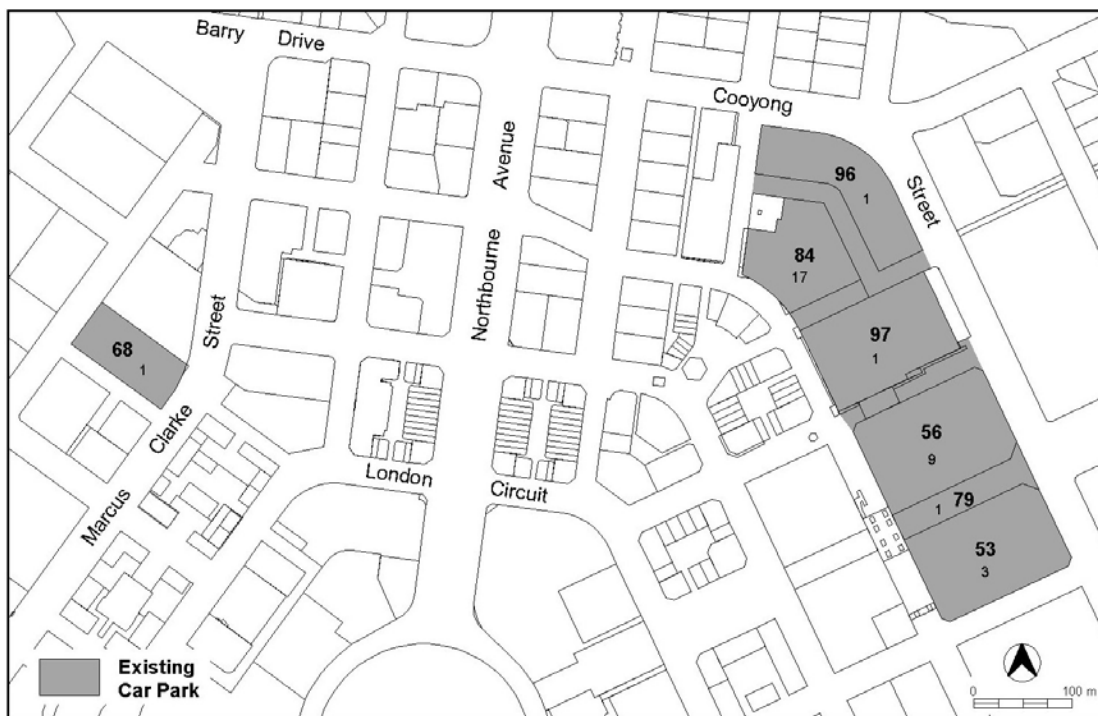 Barry Drive
Cooyong
Street
Avenue
Northbourne
96
1
84
17
97
1
68
1
Street
Clarke
Marcus
London
Circuit
56
9
79
1
53
3
Existing
Car Park
0 100 m